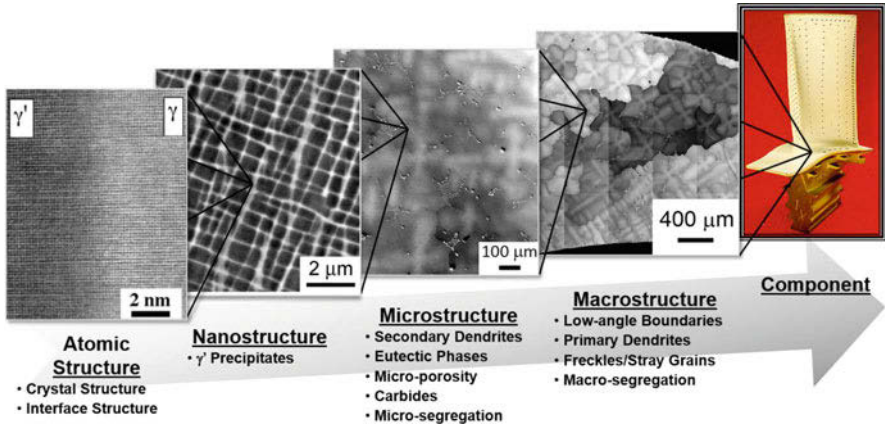 γ'
γ
2 nm
2 μm
100 μm
400 μm
Atomic
Structure
• Crystal Structure
• Interface Structure
Nanostructure
• γ' Precipitates
Microstructure
• Secondary Dendrites
• Eutectic Phases
• Micro-porosity
• Carbides
• Micro-segregation
Macrostructure
• Low-angle Boundaries
• Primary Dendrites
• Freckles/Stray Grains
• Macro-segregation
Component